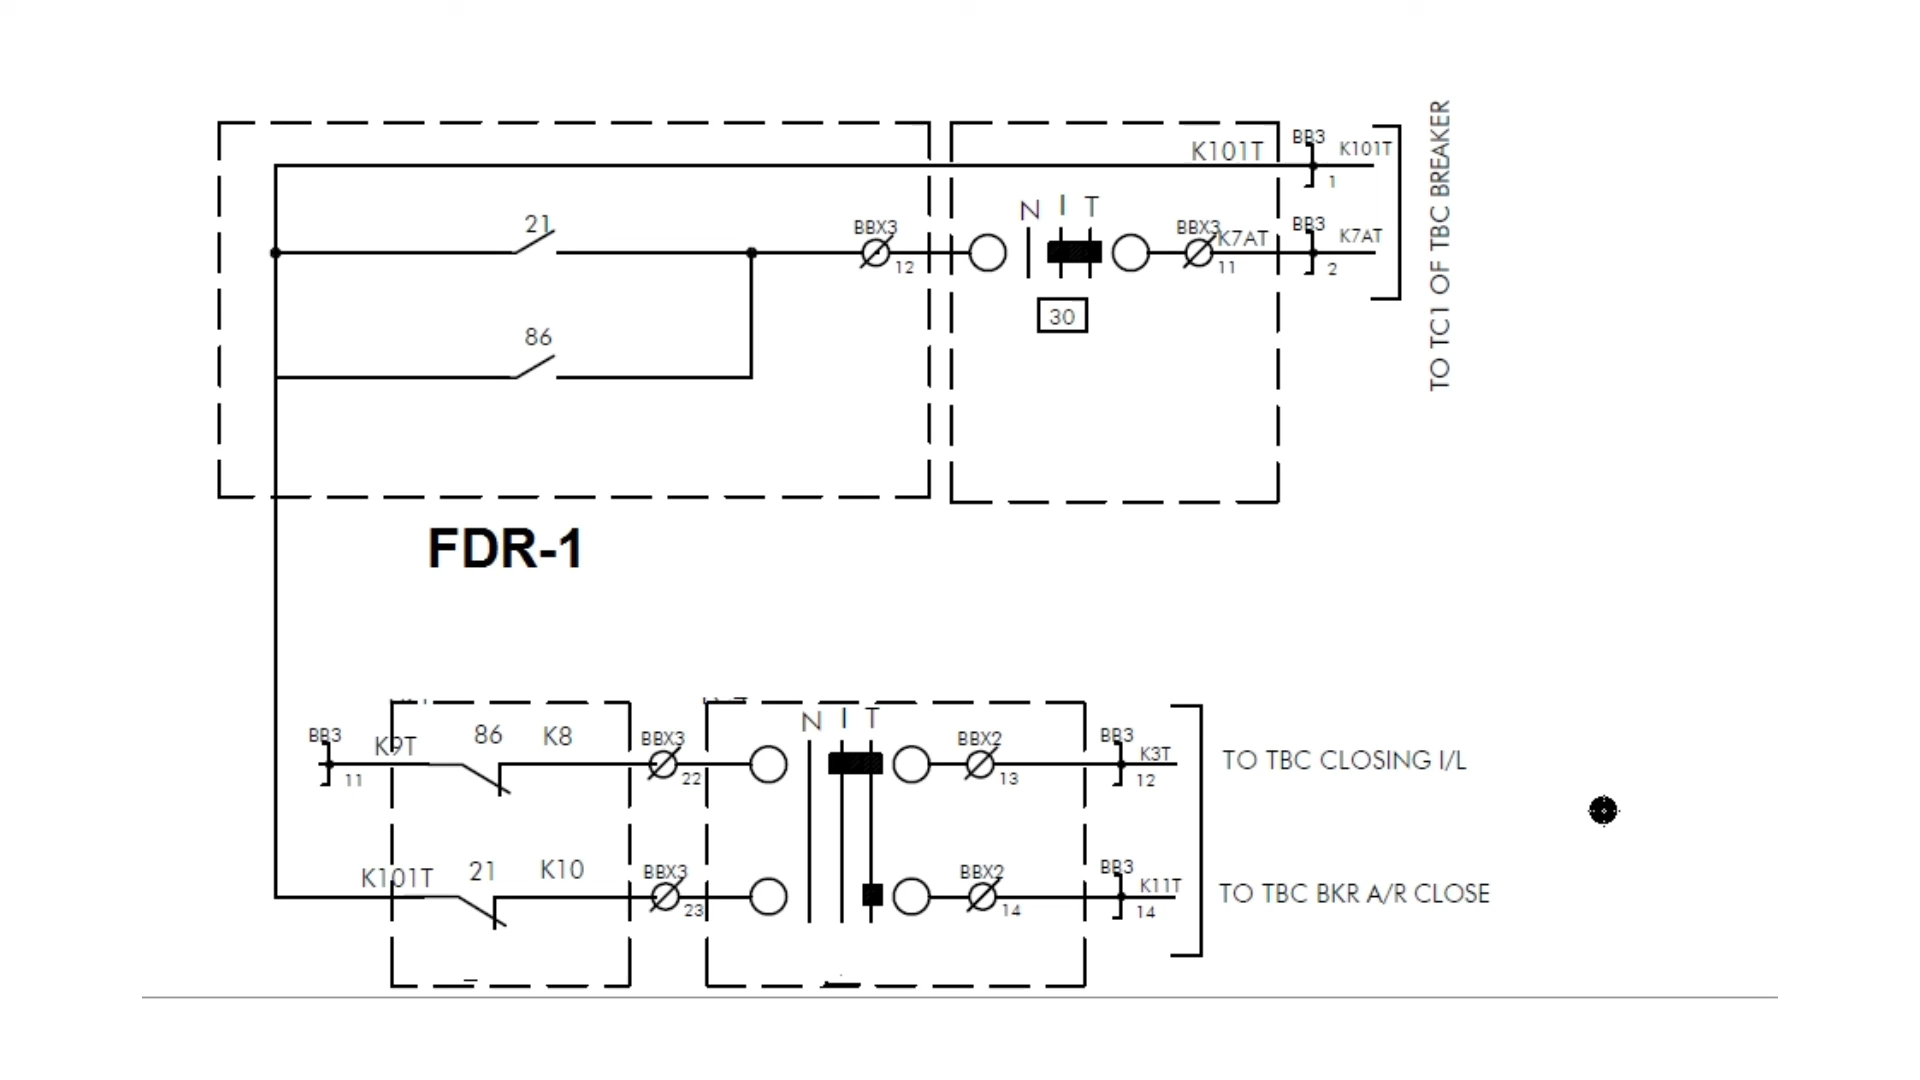 TO TC1 OF TBC BREAKER
K101T
BB3
K101T
1
21
BBX3
12
N I T
BBX3
K7AT
11
BB3
K7AT
2
30
86
FDR-1
BB3
K9T
11
86
K8
BBX3
22
N I T
BBX2
13
BB3
K3T
12
TO TBC CLOSING I/L
K101T
21
K10
BBX3
23
BBX2
14
BB3
K11T
14
TO TBC BKR A/R CLOSE